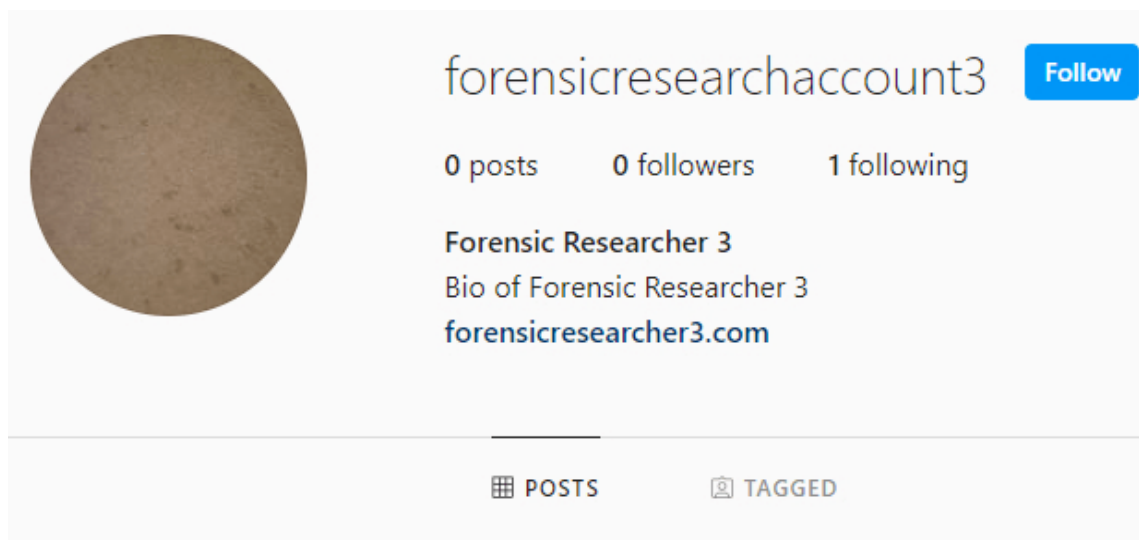 forensicresearchaccount3 Follow
0 posts 0 followers 1 following
Forensic Researcher 3
Bio of Forensic Researcher 3
forensicresearcher3.com
POSTS TAGGED